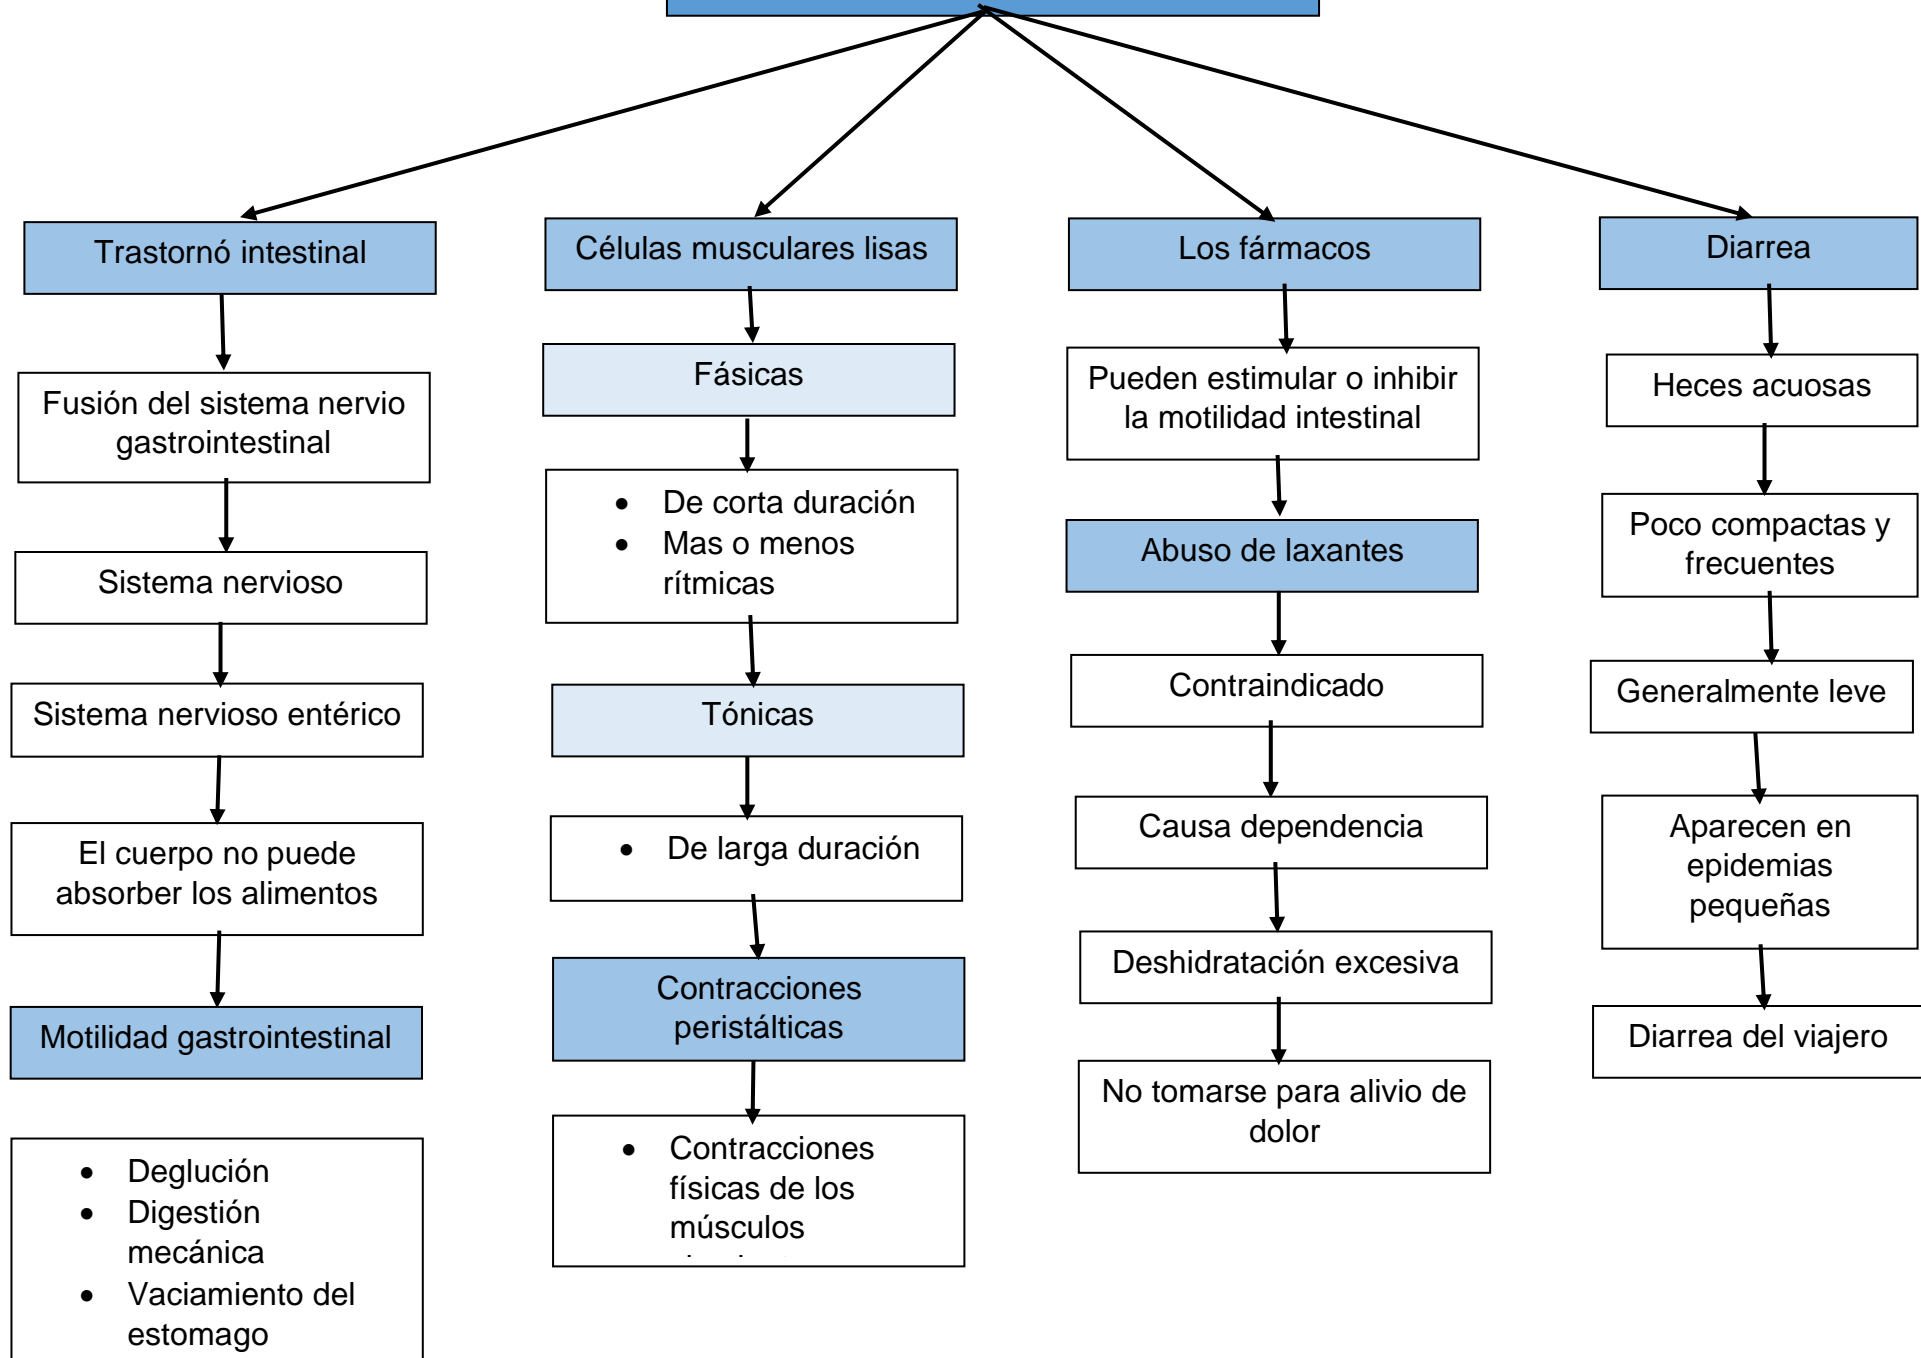 Trastornó intestinal
Fusión del sistema nervio
gastrointestinal
Sistema nervioso
Sistema nervioso entérico
El cuerpo no puede
absorber los alimentos
Motilidad gastrointestinal
Deglución
Digestión
mecánica
Vaciamiento del
estomago
Células musculares lisas
Fásicas
De corta duración
Mas o menos
rítmicas
Tónicas
De larga duración
Contracciones
peristálticas
Contracciones
físicas de los
músculos
Los fármacos
Pueden estimular o inhibir
la motilidad intestinal
Abuso de laxantes
Contraindicado
Causa dependencia
Deshidratación excesiva
No tomarse para alivio de
dolor
Diarrea
Heces acuosas
Poco compactas y
frecuentes
Generalmente leve
Aparecen en
epidemias
pequeñas
Diarrea del viajero